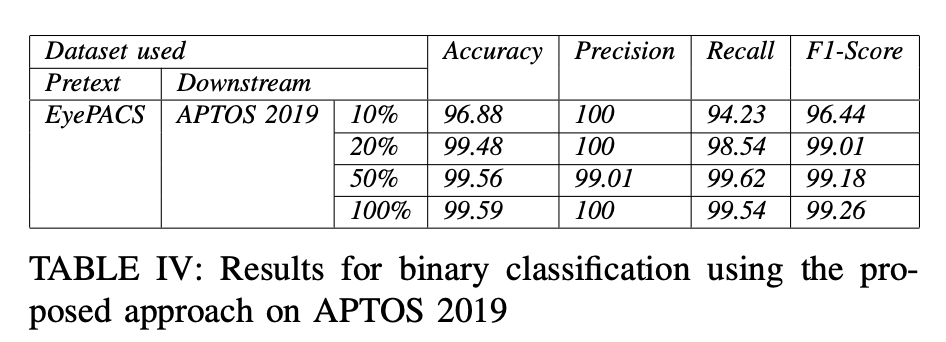 Dataset used Accuracy Precision Recall F1-Score
Pretext Downstream
EyePACS APTOS 2019 10% 96.88 100 94.23 96.44
20% 99.48 100 98.54 99.01
50% 99.56 99.01 99.62 99.18
100% 99.59 100 99.54 99.26
TABLE IV: Results for binary classification using the pro-
posed approach on APTOS 2019